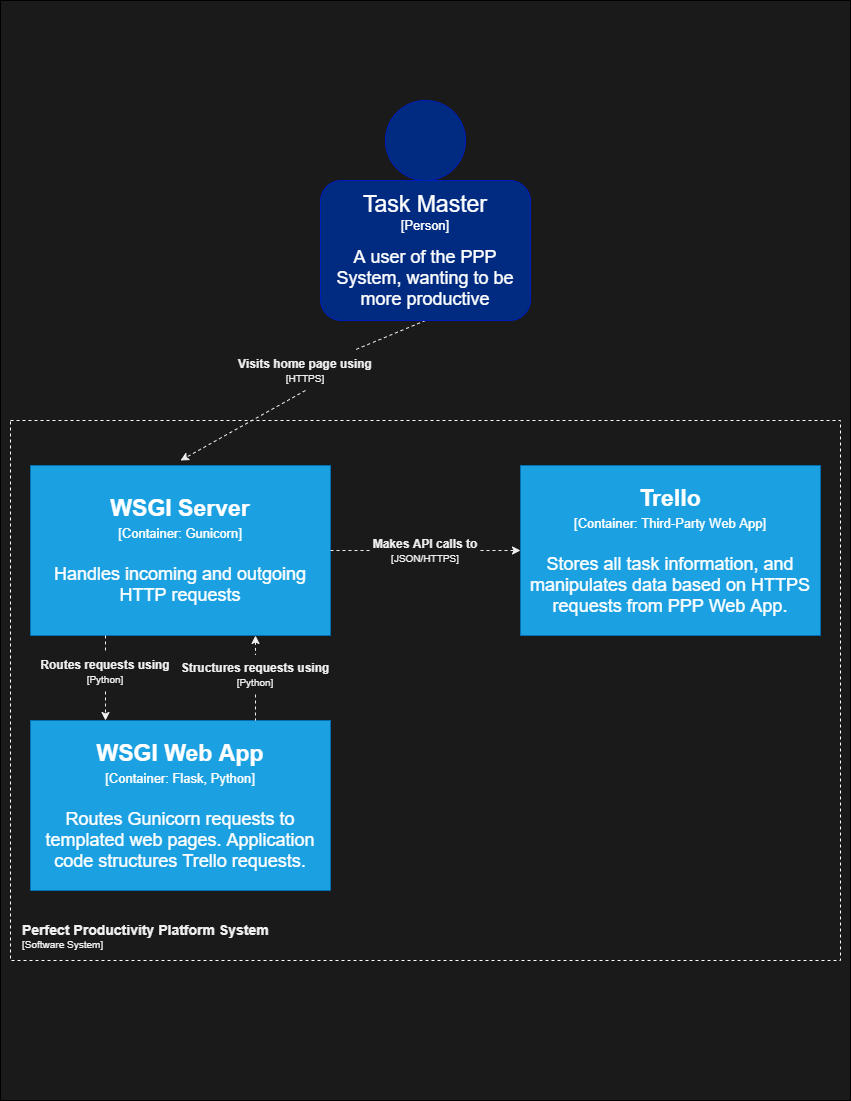 Task Master
[Person]
A user of the PPP
System, wanting to be
more productive
Visits home page using
[HTTPS]
WSGI Server
[Container: Gunicorn]
Handles incoming and outgoing
HTTP requests
Makes API calls to
[JSON/HTTPS]
Trello
[Container: Third-Party Web App]
Stores all task information, and
manipulates data based on HTTPS
requests from PPP Web App.
Routes requests using
[Python]
Structures requests using
[Python]
WSGI Web App
[Container: Flask, Python]
Routes Gunicorn requests to
templated web pages. Application
code structures Trello requests.
Perfect Productivity Platform System
[Software System]